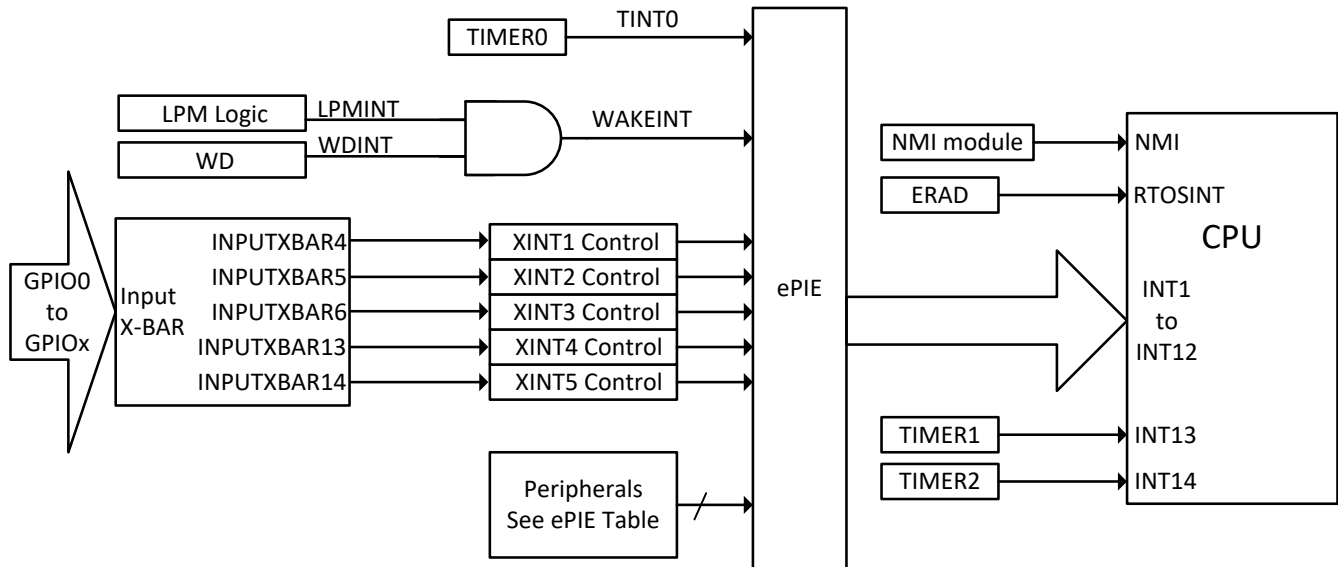 TIMER0
TINT0
LPM Logic
LPMINT
WD
WDINT
WAKEINT
GPIO0
to
GPIOx
Input
X-BAR
INPUTXBAR4
INPUTXBAR5
INPUTXBAR6
INPUTXBAR13
INPUTXBAR14
XINT1 Control
XINT2 Control
XINT3 Control
XINT4 Control
XINT5 Control
Peripherals
See ePIE Table
ePIE
NMI module
ERAD
TIMER1
TIMER2
NMI
RTOSINT
CPU
INT1
to
INT12
INT13
INT14